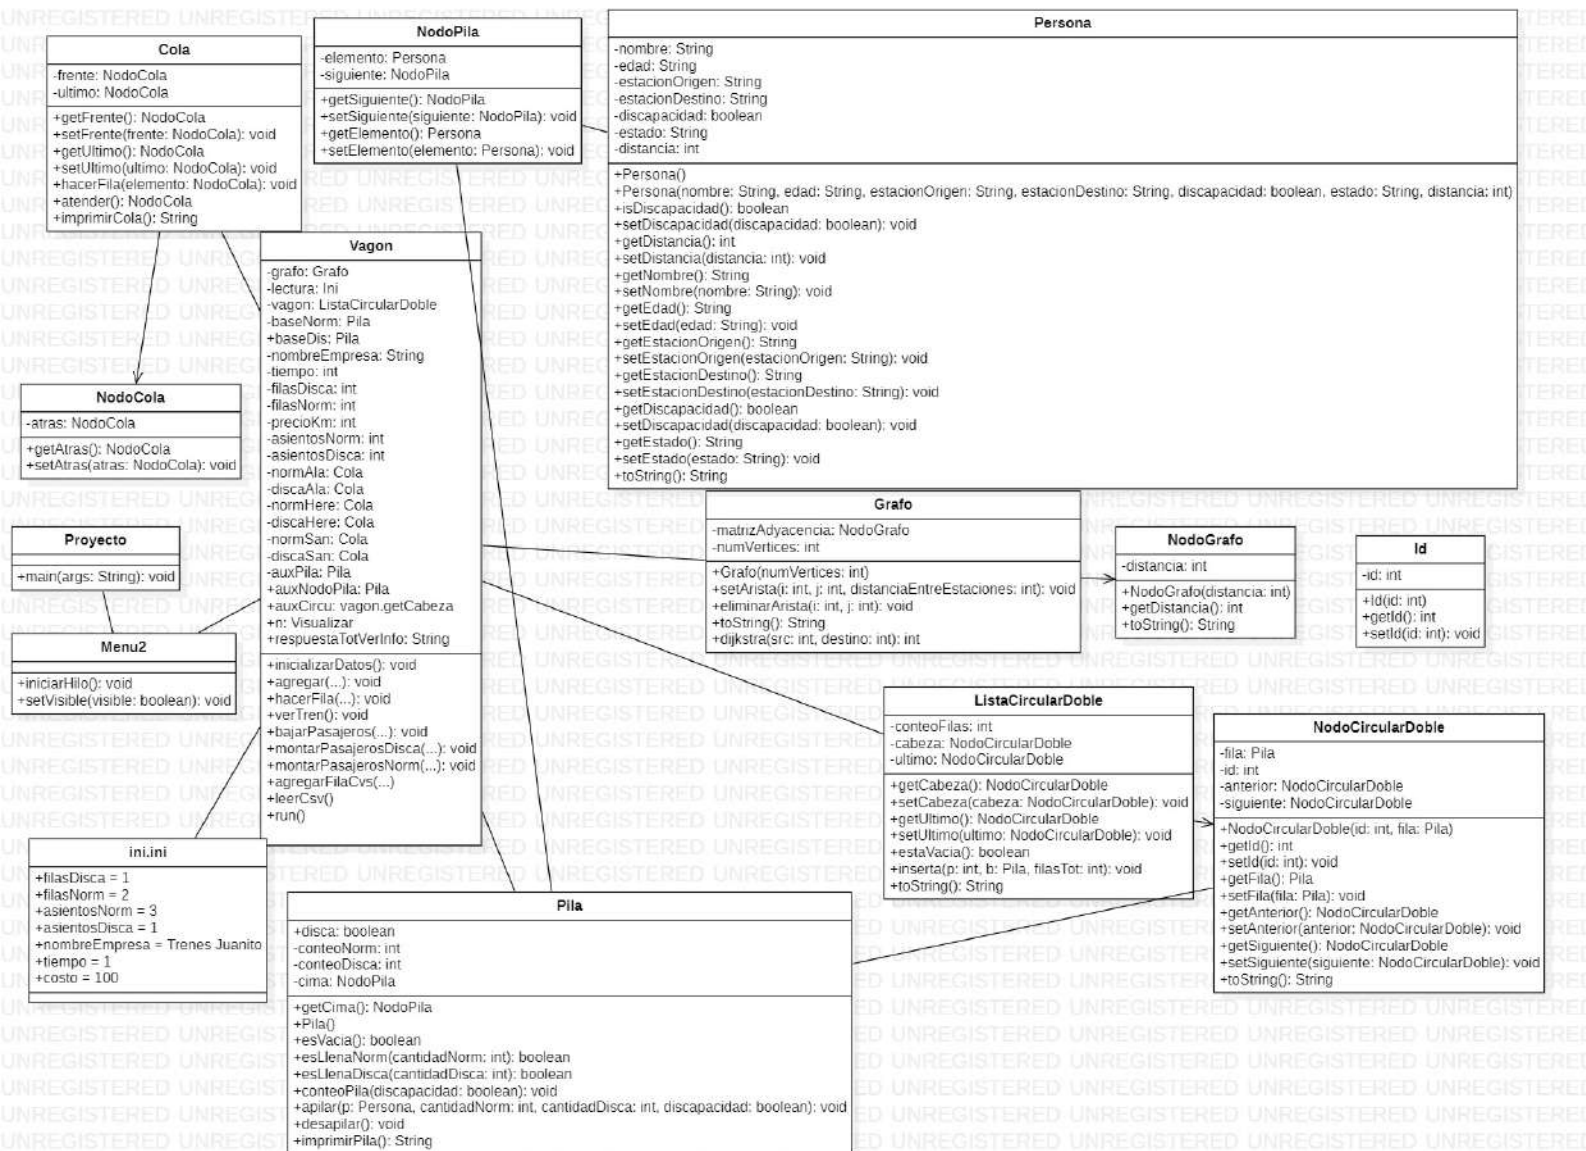 Cola
-frente: NodoCola
-ultimo: NodoCola
+getFrente(): NodoCola
+setFrente(frente: NodoCola): void
+getUltimo(): NodoCola
+setUltimo(ultimo: NodoCola): void
+hacerFila(elemento: NodoCola): void
+atender(): NodoCola
+imprimirCola(): String
NodoPila
-elemento: Persona
-siguiente: NodoPila
+getSiguiente(): NodoPila
+setSiguiente(siguiente: NodoPila): void
+getElemento(): Persona
+setElemento(elemento: Persona): void
Persona
-nombre: String
-edad: String
-estacionOrigen: String
-estacionDestino: String
-discapacidad: boolean
-estado: String
-distancia: int
+Persona()
+Persona(nombre: String, edad: String, estacionOrigen: String, estacionDestino: String, discapacidad: boolean, estado: String, distancia: int)
+isDiscapacidad(): boolean
+setDiscapacidad(discapacidad: boolean): void
+getDistancia(): int
+setDistancia(distancia: int): void
+getNombre(): String
+setNombre(nombre: String): void
+getEdad(): String
+setEdad(edad: String): void
+getEstacionOrigen(): String
+setEstacionOrigen(estacionOrigen: String): void
+getEstacionDestino(): String
+setEstacionDestino(estacionDestino: String): void
+getDiscapacidad(): boolean
+setDiscapacidad(discapacidad: boolean): void
+getEstado(): String
+setEstado(estado: String): void
+toString(): String
Vagon
-grafo: Grafo
-lectura: Ini
-vagon: ListaCircularDoble
-baseNorm: Pila
+baseDis: Pila
-nombreEmpresa: String
-tiempo: int
-filasDisca: int
-filasNorm: int
-precioKm: int
-asientosNorm: int
-asientosDisca: int
-normAla: Cola
-discaAla: Cola
-normHere: Cola
-discaHere: Cola
-normSan: Cola
-discaSan: Cola
-auxPila: Pila
+auxNodoPila: Pila
+auxCircu: vagon.getCabeza
+n: Visualizar
+respuestaTotVerInfo: String
+inicializarDatos(): void
+agregar(...): void
+hacerFila(...): void
+verTren(): void
+bajarPasajeros(...): void
+montarPasajerosDisca(...): void
+montarPasajerosNorm(...): void
+agregarFilaCvs(...)
+leerCsv()
+run()
NodoCola
-atras: NodoCola
+getAtras(): NodoCola
+setAtras(atras: NodoCola): void
Proyecto
+main(args: String): void
Menu2
+iniciarHilo(): void
+setVisible(visible: boolean): void
Grafo
-matrizAdyacencia: NodoGrafo
-numVertices: int
+Grafo(numVertices: int)
+setArista(i: int, j: int, distanciaEntreEstaciones: int): void
+eliminarArista(i: int, j: int): void
+toString(): String
+dijkstra(src: int, destino: int): int
NodoGrafo
-distancia: int
+NodoGrafo(distancia: int)
+getDistancia(): int
+toString(): String
Id
-id: int
+Id(id: int)
+getId(): int
+setId(id: int): void
ListaCircularDoble
-conteoFilas: int
-cabeza: NodoCircularDoble
-ultimo: NodoCircularDoble
+getCabeza(): NodoCircularDoble
+setCabeza(cabeza: NodoCircularDoble): void
+getUltimo(): NodoCircularDoble
+setUltimo(ultimo: NodoCircularDoble): void
+estaVacia(): boolean
+inserta(p: int, b: Pila, filasTot: int): void
+toString(): String
NodoCircularDoble
-fila: Pila
-id: int
-anterior: NodoCircularDoble
-siguiente: NodoCircularDoble
+NodoCircularDoble(id: int, fila: Pila)
+getId(): int
+setId(id: int): void
+getFila(): Pila
+setFila(fila: Pila): void
+getAnterior(): NodoCircularDoble
+setAnterior(anterior: NodoCircularDoble): void
+getSiguiente(): NodoCircularDoble
+setSiguiente(siguiente: NodoCircularDoble): void
+toString(): String
ini.ini
+filasDisca = 1
+filasNorm = 2
+asientosNorm = 3
+asientosDisca = 1
+nombreEmpresa = Trenes Juanito
+tiempo = 1
+costo = 100
Pila
+disca: boolean
-conteoNorm: int
-conteoDisca: int
-cima: NodoPila
+getCima(): NodoPila
+Pila()
+esVacia(): boolean
+esLlenaNorm(cantidadNorm: int): boolean
+esLlenaDisca(cantidadDisca: int): boolean
+conteoPila(discapacidad: boolean): void
+apilar(p: Persona, cantidadNorm: int, cantidadDisca: int, discapacidad: boolean): void
+desapilar(): void
+imprimirPila(): String